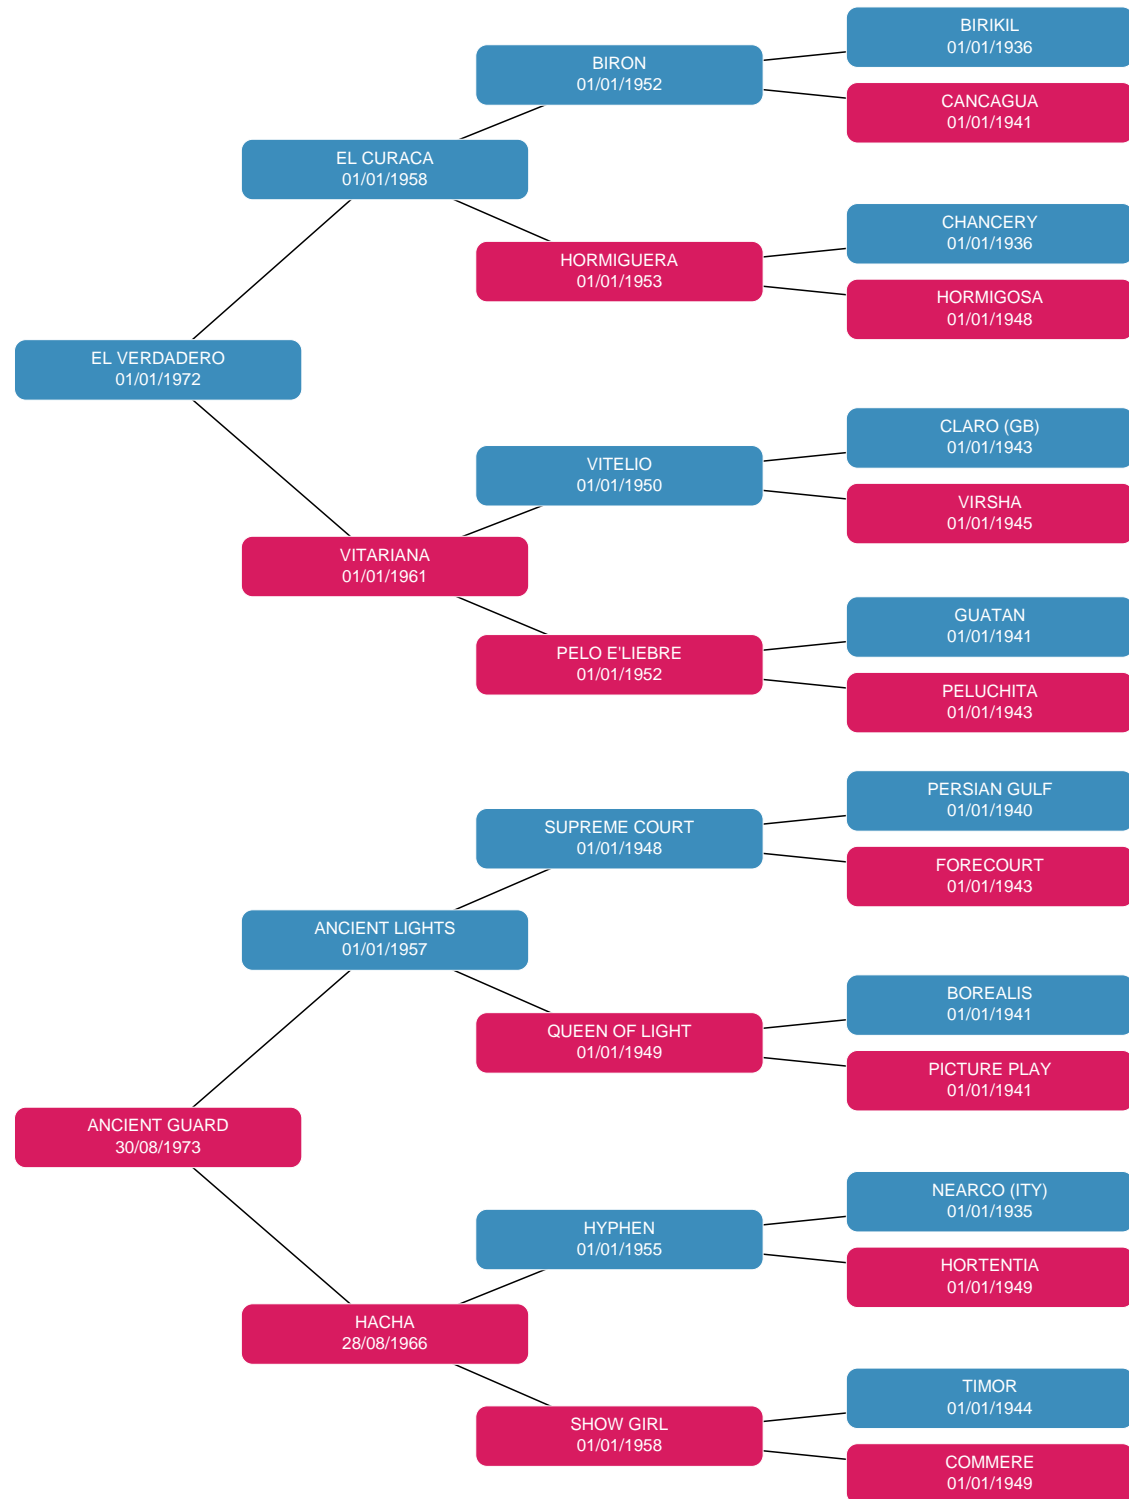 BIRIKIL
01/01/1936
BIRON
01/01/1952
CANCAGUA
01/01/1941
EL CURACA
01/01/1958
CHANCERY
01/01/1936
HORMIGUERA
01/01/1953
HORMIGOSA
01/01/1948
EL VERDADERO
01/01/1972
CLARO (GB)
01/01/1943
VITELIO
01/01/1950
VIRSHA
01/01/1945
VITARIANA
01/01/1961
GUATAN
01/01/1941
PELO E'LIEBRE
01/01/1952
PELUCHITA
01/01/1943
PERSIAN GULF
01/01/1940
SUPREME COURT
01/01/1948
FORECOURT
01/01/1943
ANCIENT LIGHTS
01/01/1957
BOREALIS
01/01/1941
QUEEN OF LIGHT
01/01/1949
PICTURE PLAY
01/01/1941
ANCIENT GUARD
30/08/1973
NEARCO (ITY)
01/01/1935
HYPHEN
01/01/1955
HORTENTIA
01/01/1949
HACHA
28/08/1966
TIMOR
01/01/1944
SHOW GIRL
01/01/1958
COMMERE
01/01/1949